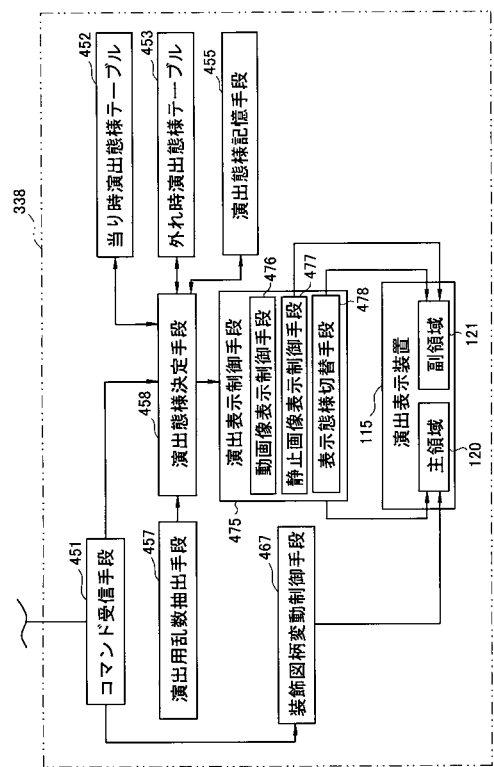 338
451
コマンド受信手段
452
当り時演出態様テーブル
453
外れ時演出態様テーブル
455
演出態様記憶手段
457
演出用乱数抽出手段
458
演出態様決定手段
467
装飾図柄変動制御手段
475
演出表示制御手段
476
動画像表示制御手段
477
静止画像表示制御手段
478
表示態様切替手段
115
演出表示装置
120
主領域
121
副領域